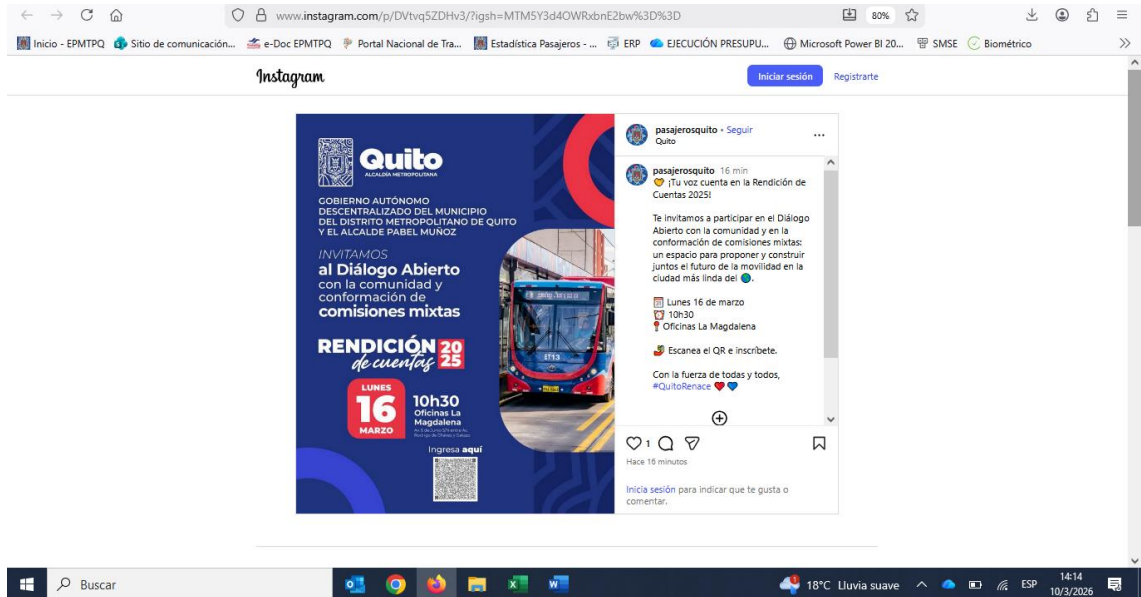 www.instagram.com/p/DVtvq5ZDHv3/?igsh=MTM5Y3d4OWRxbnE2bw%3D%3D
80%
Inicio - EPMTPQ
Sitio de comunicación...
e-Doc EPMTPQ
Portal Nacional de Tra...
Estadística Pasajeros - ...
ERP
EJECUCIÓN PRESUPU...
Microsoft Power BI 20...
SMSE
Biométrico
Instagram
Iniciar sesión
Registrarte
Quito
ALCALDÍA METROPOLITANA
GOBIERNO AUTÓNOMO
DESCENTRALIZADO DEL MUNICIPIO
DEL DISTRITO METROPOLITANO DE QUITO
Y EL ALCALDE PABEL MUÑOZ
INVITAMOS
al Diálogo Abierto
con la comunidad y
conformación de
comisiones mixtas
RENDICIÓN 20
de cuentas 25
LUNES
16
MARZO
10h30
Oficinas La
Magdalena
Ingresa aquí
ET13
pasajerosquito • Seguir
Quito
pasajerosquito 16 min
🧡 ¡Tu voz cuenta en la Rendición de
Cuentas 2025!
Te invitamos a participar en el Diálogo
Abierto con la comunidad y en la
conformación de comisiones mixtas:
un espacio para proponer y construir
juntos el futuro de la movilidad en la
ciudad más linda del 🌎.
🗓️ Lunes 16 de marzo
⏰ 10h30
📍 Oficinas La Magdalena
🤳 Escanea el QR e inscríbete.
Con la fuerza de todas y todos,
#QuitoRenace ❤️ 💙
1
Hace 16 minutos
Inicia sesión para indicar que te gusta o
comentar.
Buscar
18°C Lluvia suave
ESP
14:14
10/3/2026